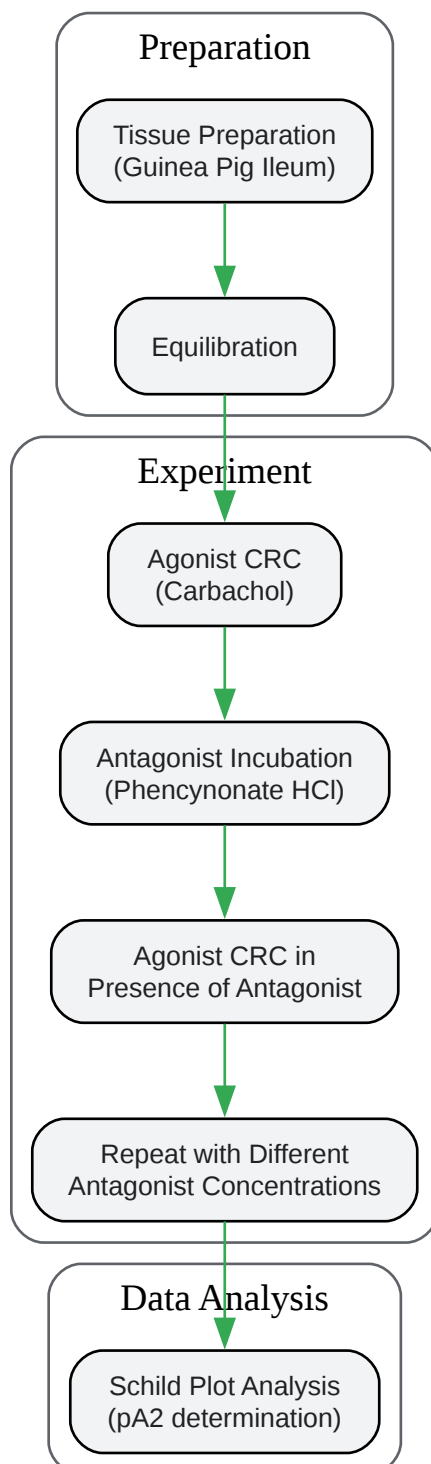 Preparation
Tissue Preparation
(Guinea Pig Ileum)
Equilibration
Experiment
Agonist CRC
(Carbachol)
Antagonist Incubation
(Phencynonate HCl)
Agonist CRC in
Presence of Antagonist
Repeat with Different
Antagonist Concentrations
Data Analysis
Schild Plot Analysis
(pA2 determination)